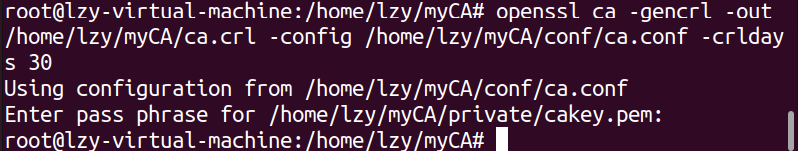 root@lzy-virtual-machine:/home/lzy/myCA# openssl ca -gencrl -out
/home/lzy/myCA/ca.crl -config /home/lzy/myCA/conf/ca.conf -crlday
s 30
Using configuration from /home/lzy/myCA/conf/ca.conf
Enter pass phrase for /home/lzy/myCA/private/cakey.pem:
root@lzy-virtual-machine:/home/lzy/myCA#